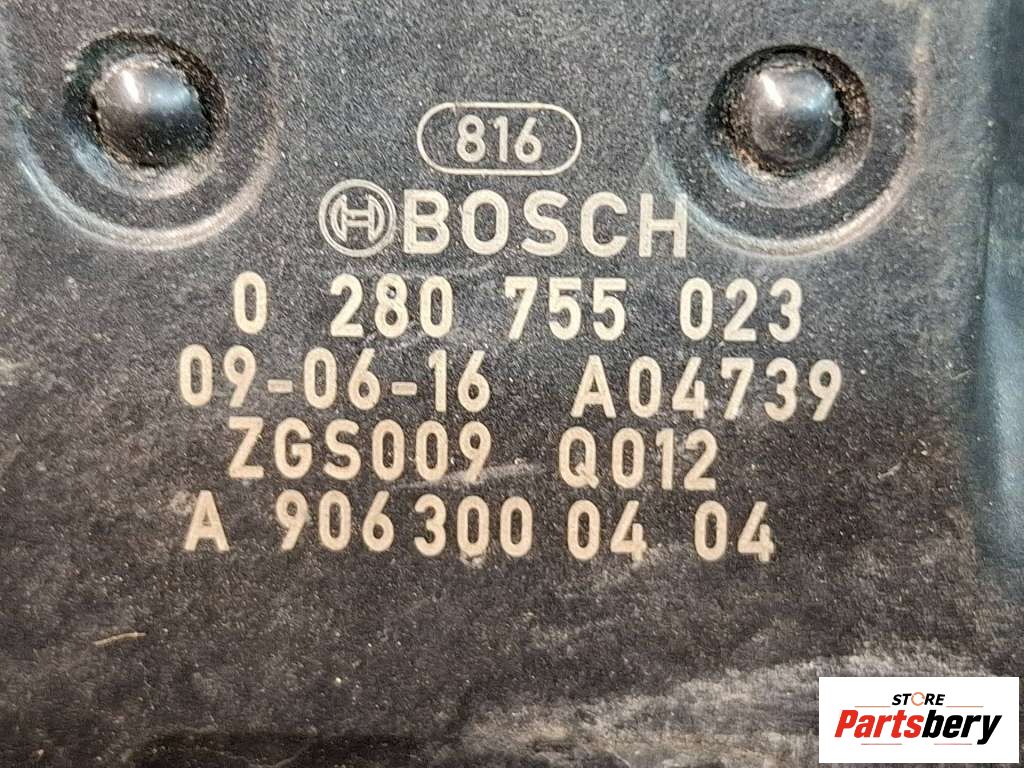 816
BOSCH
0 280 755 023
09-06-16 A04739
ZGS009 Q012
A 906 300 04 04
STORE
Partsbery